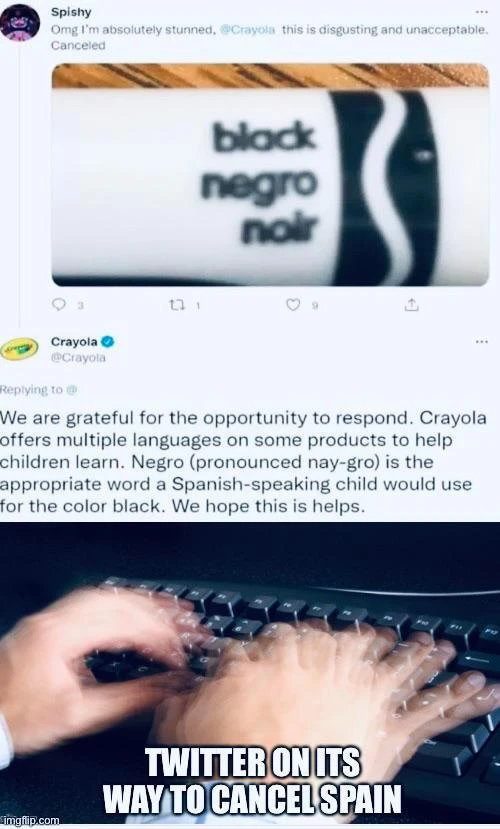 Spishy
Omg I'm absolutely stunned, @Crayola this is disgusting and unacceptable.
Canceled
black
negro
noir
3
1
9
Crayola
@Crayola
Replying to @
We are grateful for the opportunity to respond. Crayola
offers multiple languages on some products to help
children learn. Negro (pronounced nay-gro) is the
appropriate word a Spanish-speaking child would use
for the color black. We hope this is helps.
TWITTER ON ITS
WAY TO CANCEL SPAIN
imgflip.com